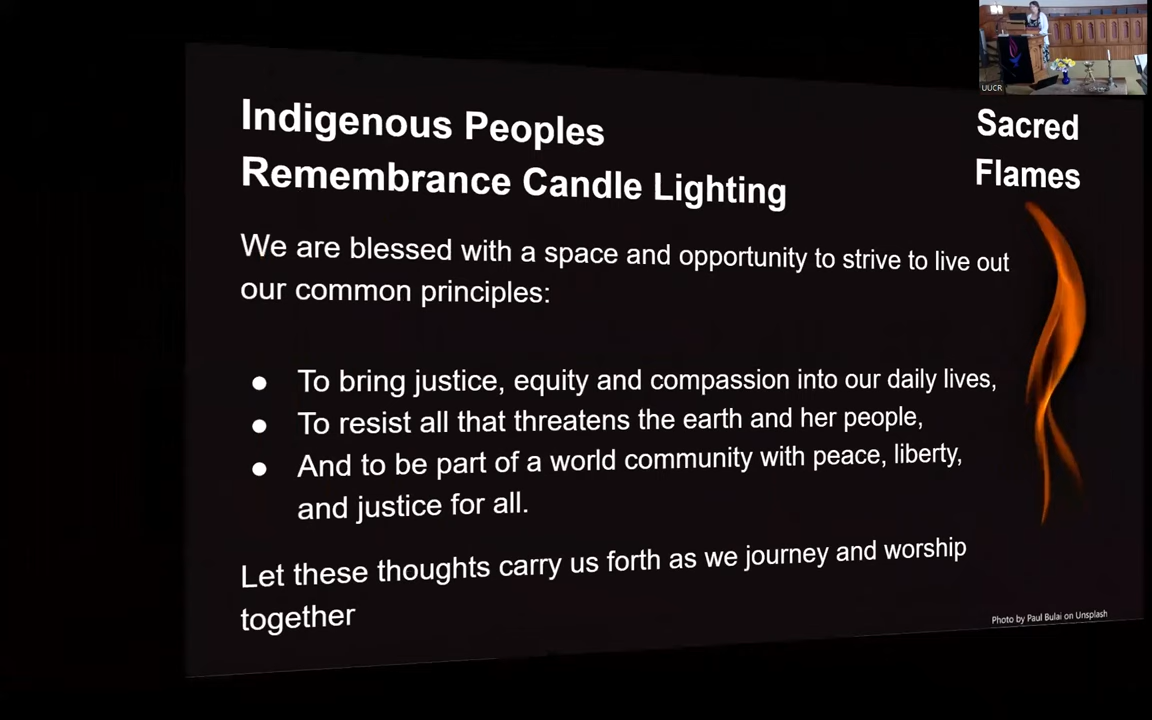 UUCR
Indigenous Peoples
Remembrance Candle Lighting
Sacred
Flames
We are blessed with a space and opportunity to strive to live out
our common principles:
● To bring justice, equity and compassion into our daily lives,
● To resist all that threatens the earth and her people,
● And to be part of a world community with peace, liberty,
and justice for all.
Let these thoughts carry us forth as we journey and worship
together
Photo by Paul Bulai on Unsplash